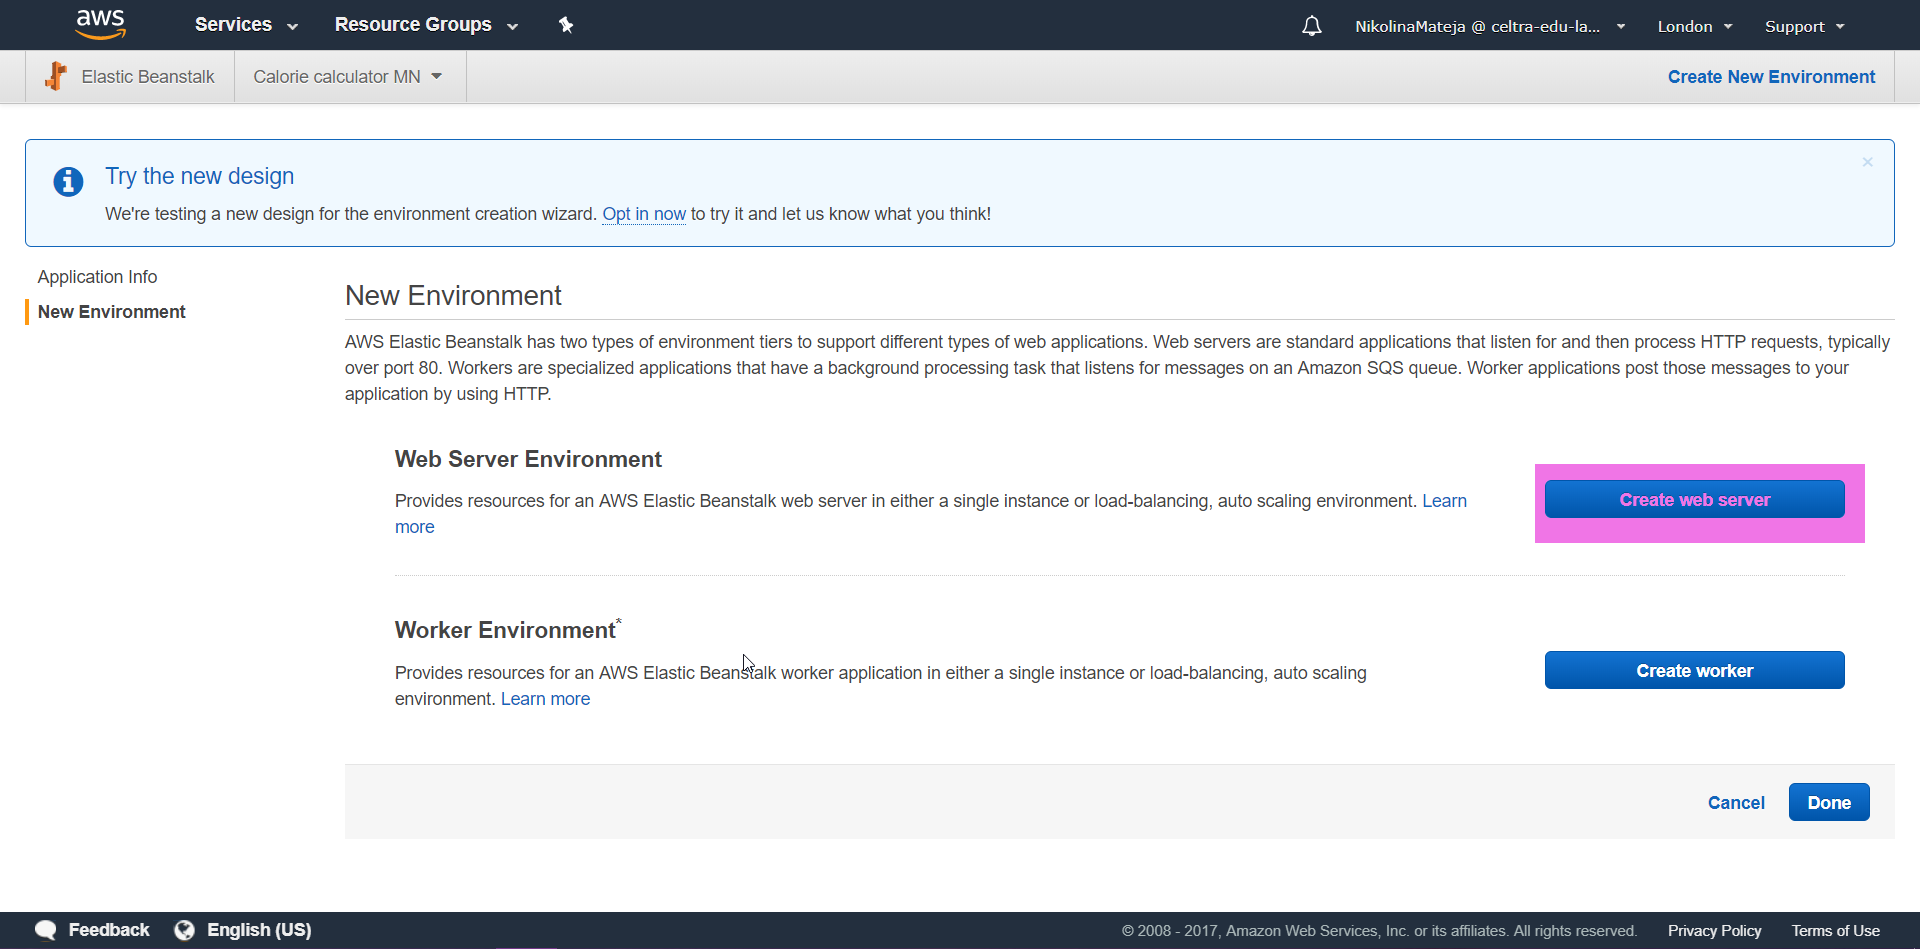 aws Services Resource Groups NikolinaMateja @ celtra-edu-la... London Support
Elastic Beanstalk Calorie calculator MN Create New Environment
Try the new design ×
We're testing a new design for the environment creation wizard. Opt in now to try it and let us know what you think!
Application Info
New Environment
New Environment
AWS Elastic Beanstalk has two types of environment tiers to support different types of web applications. Web servers are standard applications that listen for and then process HTTP requests, typically
over port 80. Workers are specialized applications that have a background processing task that listens for messages on an Amazon SQS queue. Worker applications post those messages to your
application by using HTTP.
Web Server Environment
Provides resources for an AWS Elastic Beanstalk web server in either a single instance or load-balancing, auto scaling environment. Learn
more
Create web server
Worker Environment*
Provides resources for an AWS Elastic Beanstalk worker application in either a single instance or load-balancing, auto scaling
environment. Learn more
Create worker
Cancel Done
Feedback English (US) © 2008 - 2017, Amazon Web Services, Inc. or its affiliates. All rights reserved. Privacy Policy Terms of Use